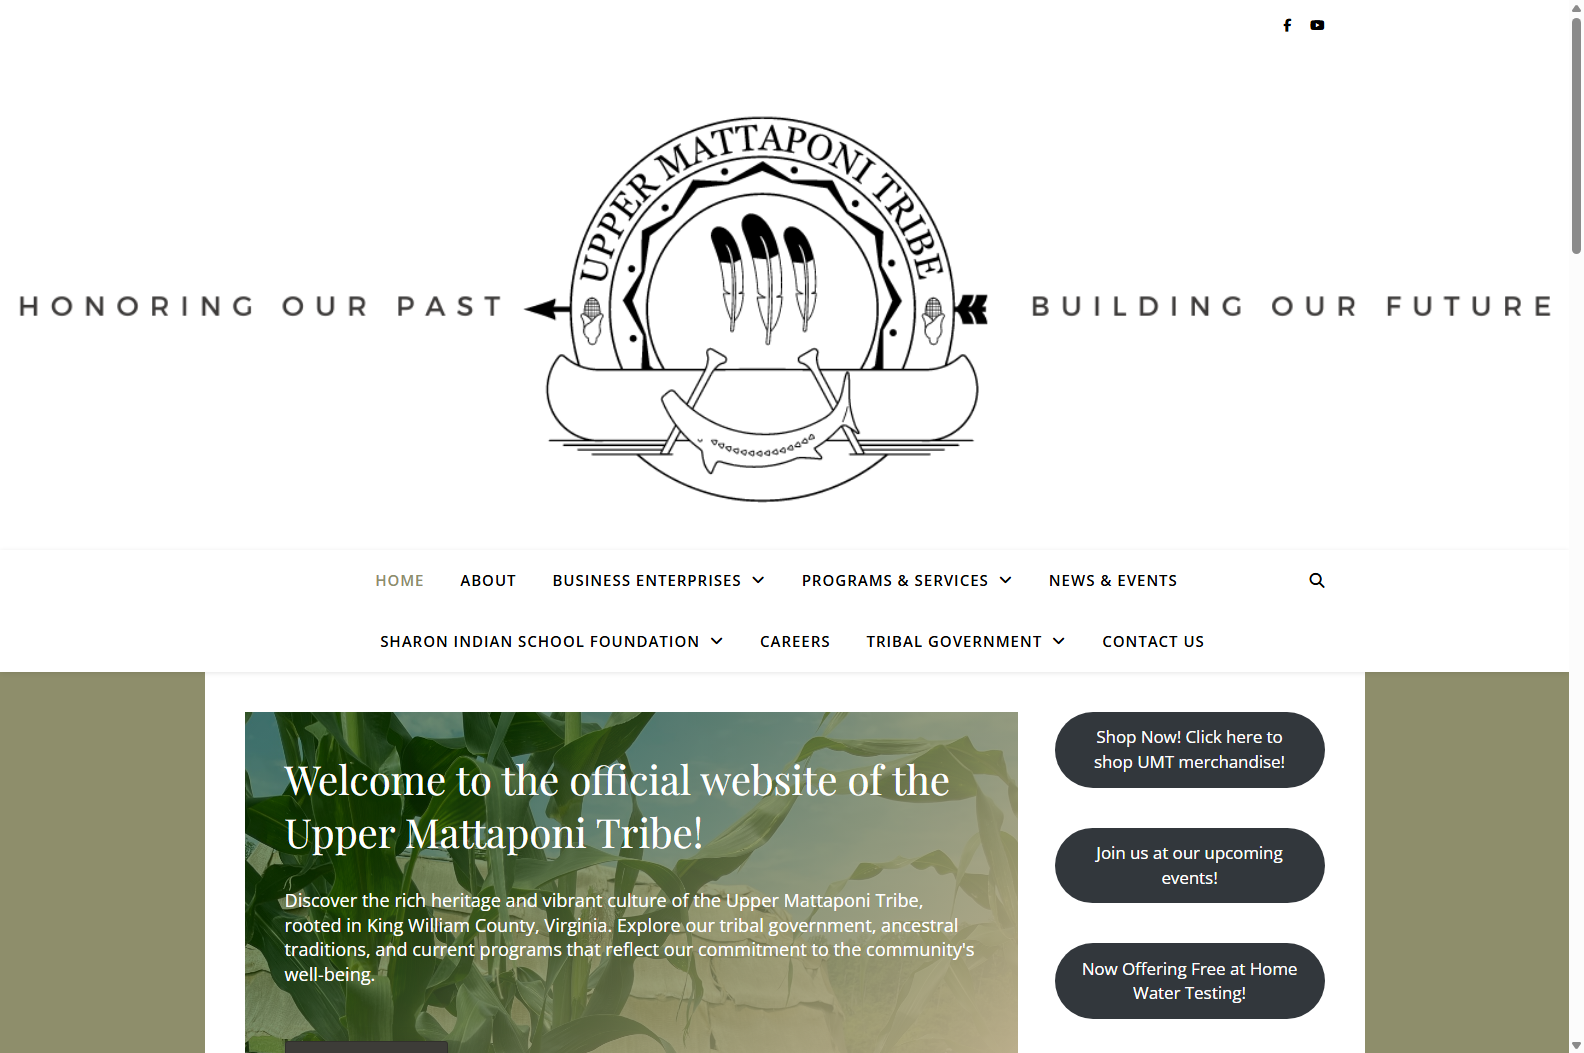 UPPER MATTAPONI TRIBE
HONORING OUR PAST
BUILDING OUR FUTURE
HOME
ABOUT
BUSINESS ENTERPRISES
PROGRAMS & SERVICES
NEWS & EVENTS
SHARON INDIAN SCHOOL FOUNDATION
CAREERS
TRIBAL GOVERNMENT
CONTACT US
Welcome to the official website of the
Upper Mattaponi Tribe!
Discover the rich heritage and vibrant culture of the Upper Mattaponi Tribe,
rooted in King William County, Virginia. Explore our tribal government, ancestral
traditions, and current programs that reflect our commitment to the community's
well-being.
Shop Now! Click here to
shop UMT merchandise!
Join us at our upcoming
events!
Now Offering Free at Home
Water Testing!